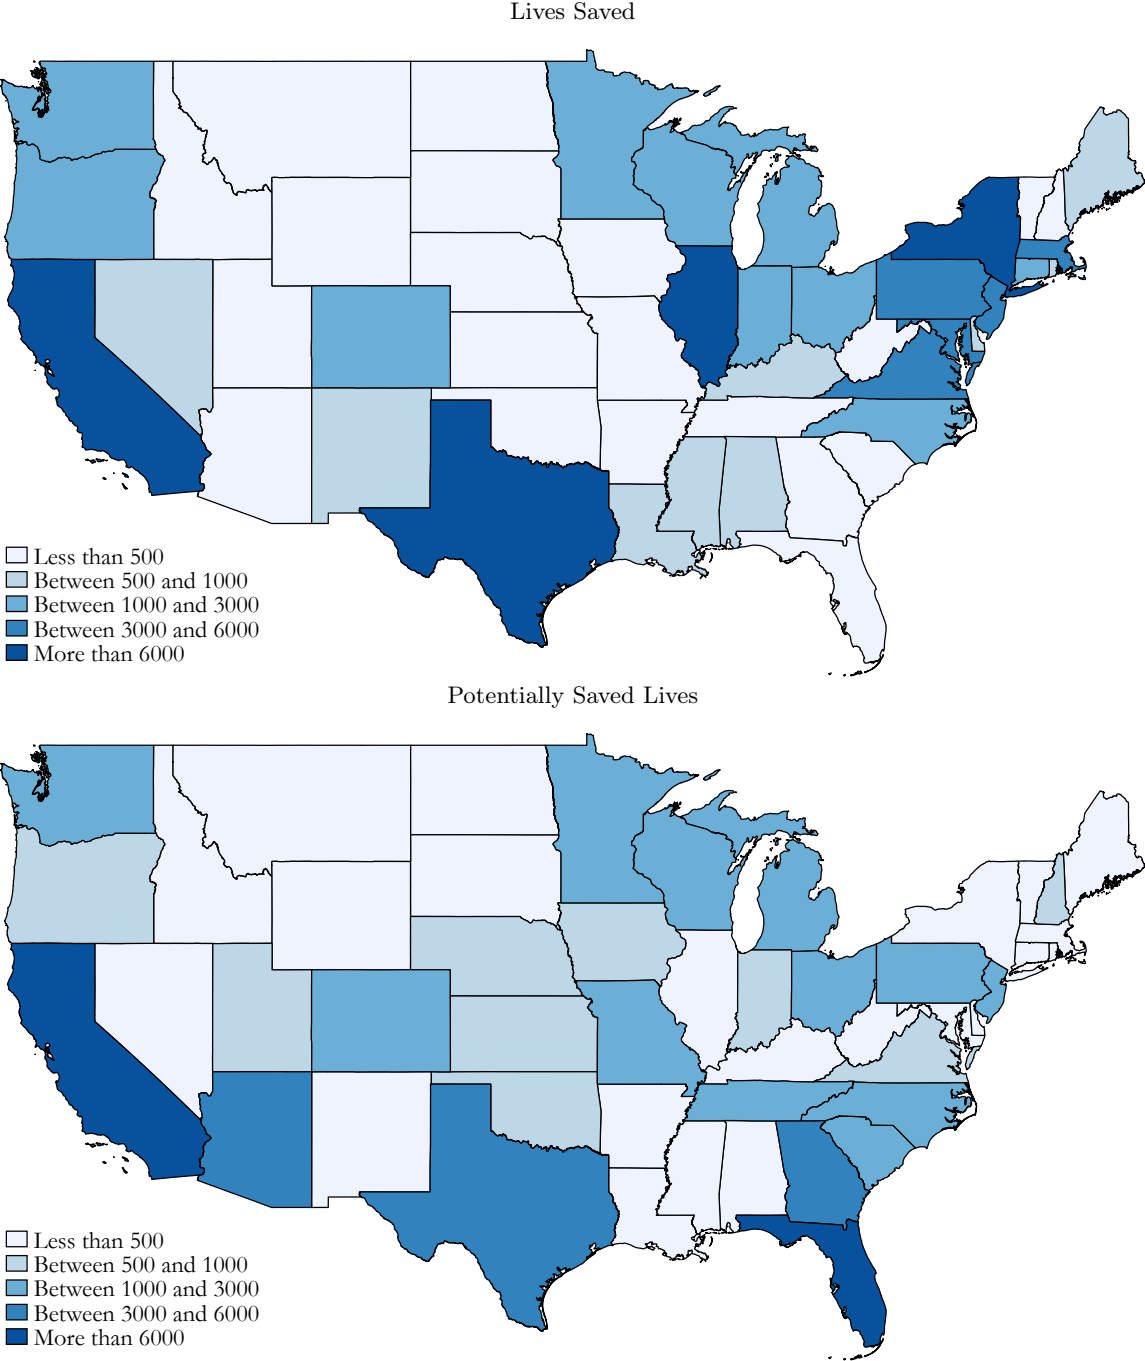 Lives Saved
Less than 500
Between 500 and 1000
Between 1000 and 3000
Between 3000 and 6000
More than 6000
Potentially Saved Lives
Less than 500
Between 500 and 1000
Between 1000 and 3000
Between 3000 and 6000
More than 6000